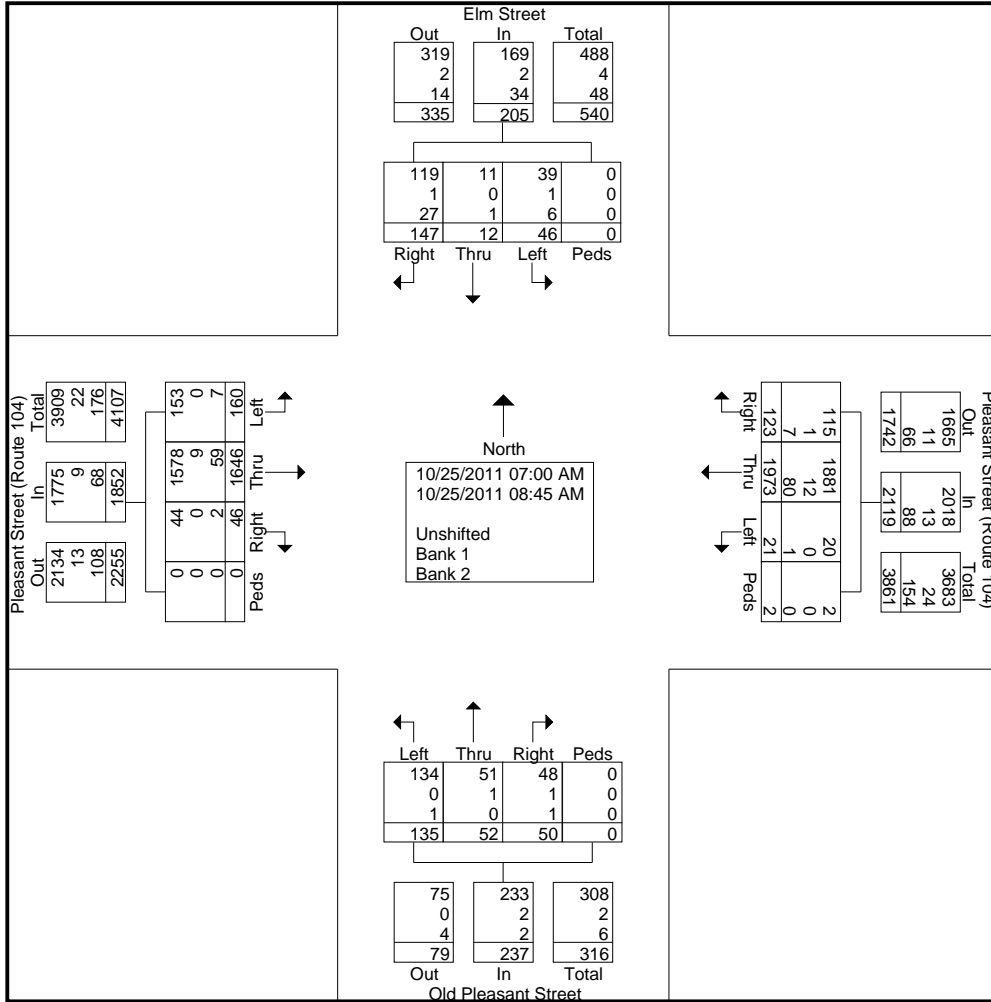 Elm Street
Out In Total
319 169 488
2 2 4
14 34 48
335 205 540
119 11 39 0
1 0 1 0
27 1 6 0
147 12 46 0
Right Thru Left Peds
Pleasant Street (Route 104)
Total In Out
3909 1775 2134
22 9 13
176 68 108
4107 1852 2255
Left Thru Right Peds
153 1578 44 0
0 9 0 0
7 59 2 0
160 1646 46 0
North
10/25/2011 07:00 AM
10/25/2011 08:45 AM
Unshifted
Bank 1
Bank 2
Right Thru Left Peds
115 1881 20 2
1 12 0 0
7 80 1 0
123 1973 21 2
Pleasant Street (Route 104)
Out In Total
1665 2018 3683
11 13 24
66 88 154
1742 2119 3861
Left Thru Right Peds
134 51 48 0
0 1 1 0
1 0 1 0
135 52 50 0
75 233 308
0 2 2
4 2 6
79 237 316
Out In Total
Old Pleasant Street